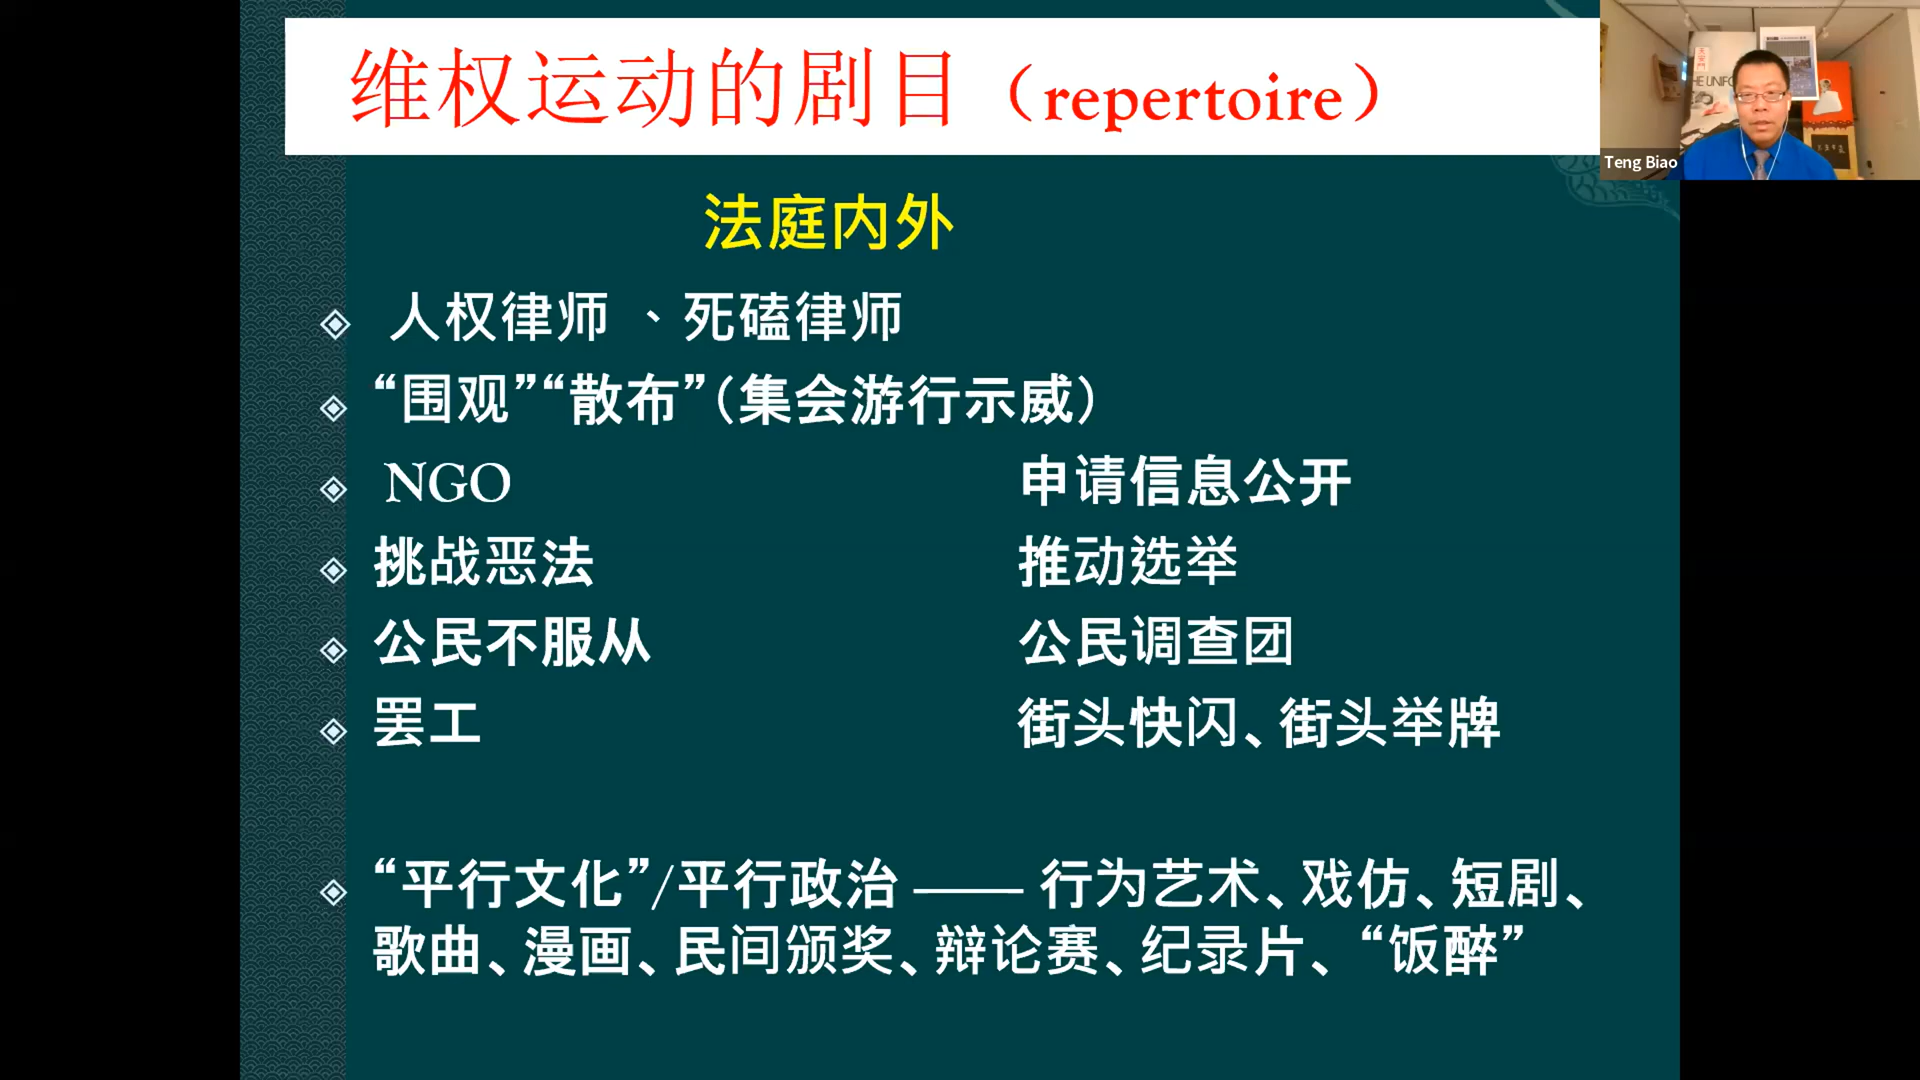 维权运动的剧目（repertoire）
法庭内外
人权律师 、死磕律师
“围观”“散布”（集会游行示威）
NGO 申请信息公开
挑战恶法 推动选举
公民不服从 公民调查团
罢工 街头快闪、街头举牌
“平行文化”/平行政治 —— 行为艺术、戏仿、短剧、
歌曲、漫画、民间颁奖、辩论赛、纪录片、“饭醉”
Teng Biao